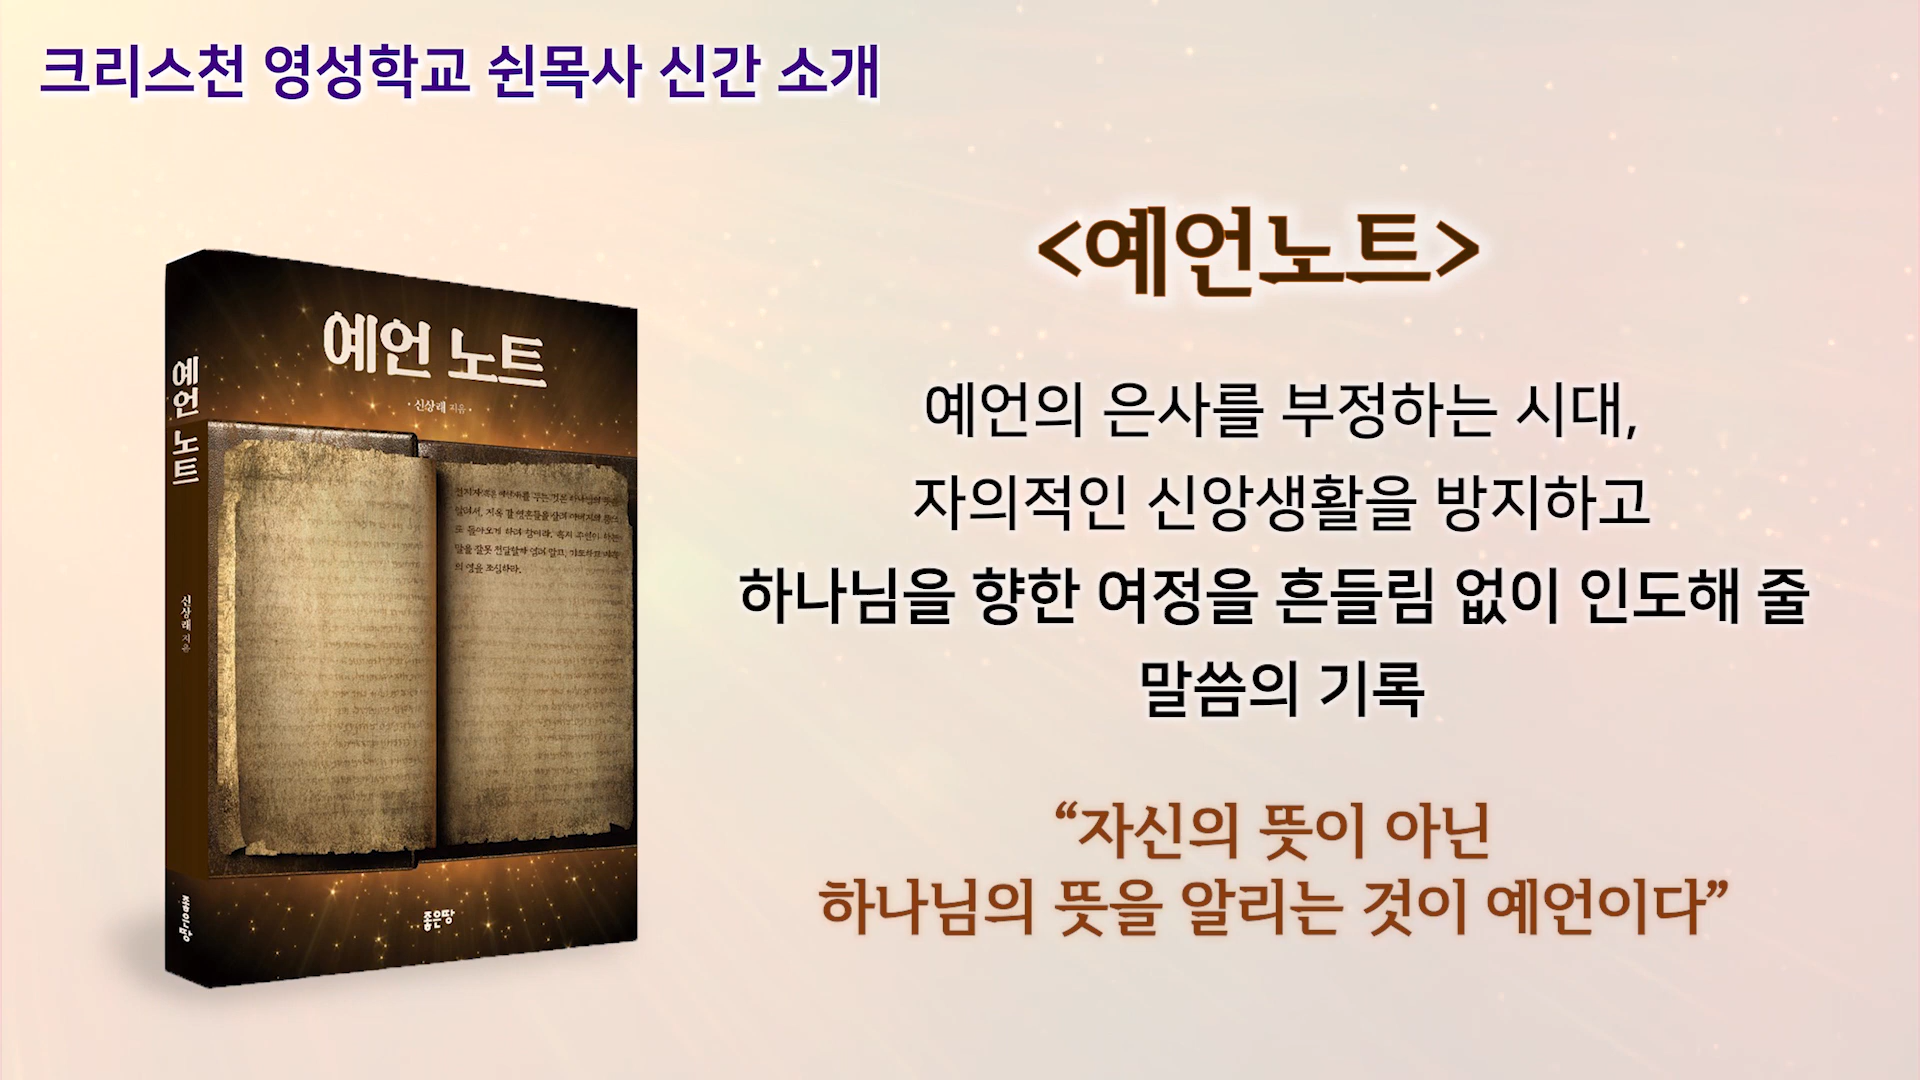 크리스천 영성학교 쉰목사 신간 소개
<예언노트>
예언의 은사를 부정하는 시대,
자의적인 신앙생활을 방지하고
하나님을 향한 여정을 흔들림 없이 인도해 줄
말씀의 기록
“자신의 뜻이 아닌
하나님의 뜻을 알리는 것이 예언이다”
예언 노트
· 신상래 지음 ·
좋은땅
예언 노트
신상래 지음
좋은땅